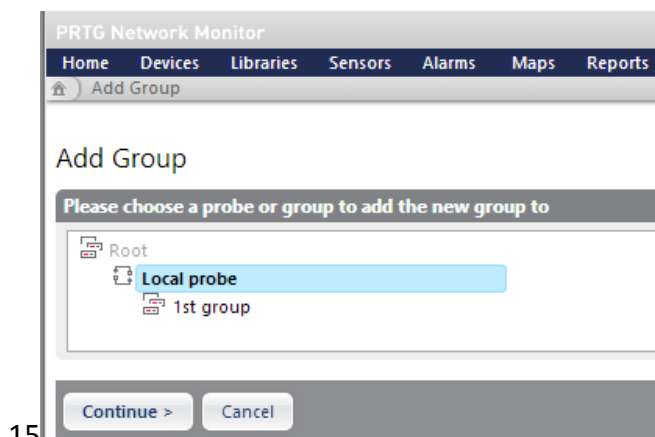 PRTG Network Monitor
Home Devices Libraries Sensors Alarms Maps Reports
Add Group
Add Group
Please choose a probe or group to add the new group to
Root
Local probe
1st group
Continue > Cancel
15